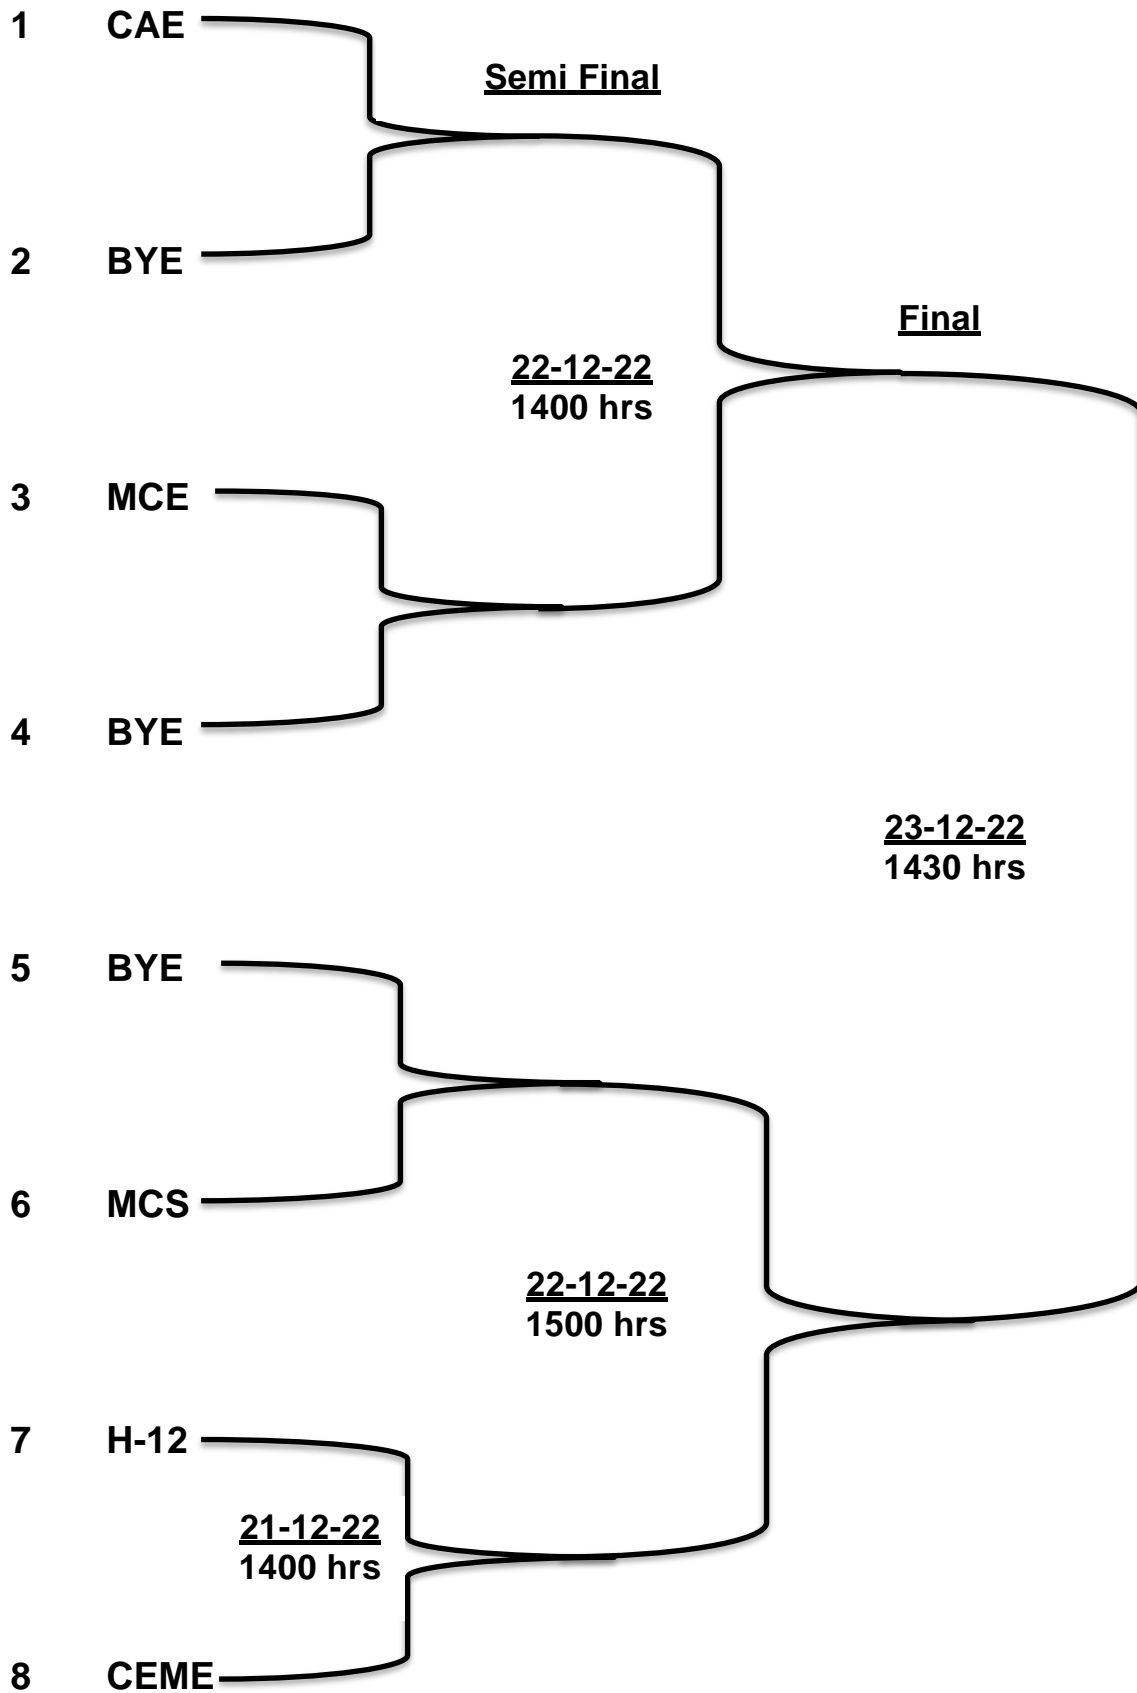 1 CAE
Semi Final
2 BYE
Final
22-12-22
1400 hrs
3 MCE
4 BYE
23-12-22
1430 hrs
5 BYE
6 MCS
22-12-22
1500 hrs
7 H-12
21-12-22
1400 hrs
8 CEME